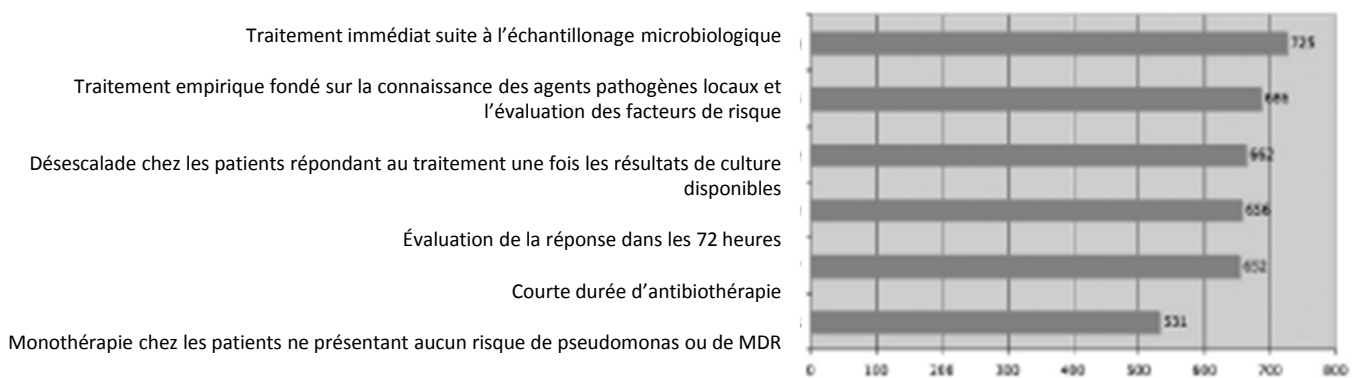 Traitement immédiat suite à l’échantillonage microbiologique
725
Traitement empirique fondé sur la connaissance des agents pathogènes locaux et
l’évaluation des facteurs de risque
Désescalade chez les patients répondant au traitement une fois les résultats de culture
disponibles
662
656
Évaluation de la réponse dans les 72 heures
652
Courte durée d’antibiothérapie
531
Monothérapie chez les patients ne présentant aucun risque de pseudomonas ou de MDR
0 100 200 300 400 500 600 700 800